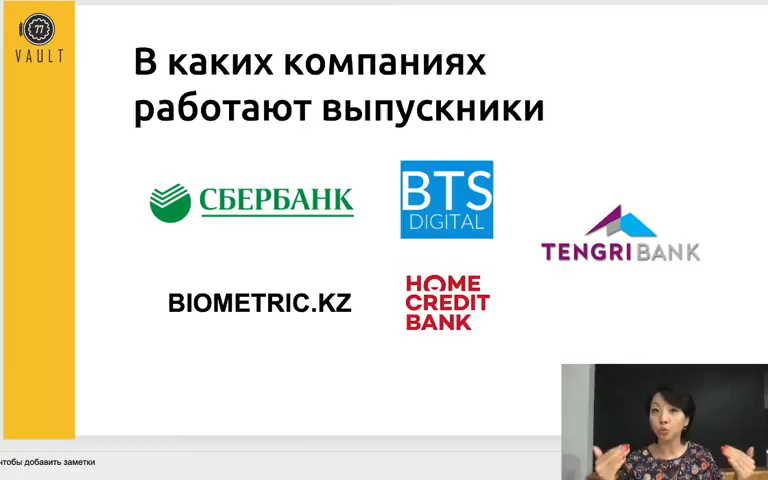 77
VAULT
В каких компаниях
работают выпускники
СБЕРБАНК
BTS
DIGITAL
TENGRI BANK
BIOMETRIC.KZ
HOME
CREDIT
BANK
чтобы добавить заметки